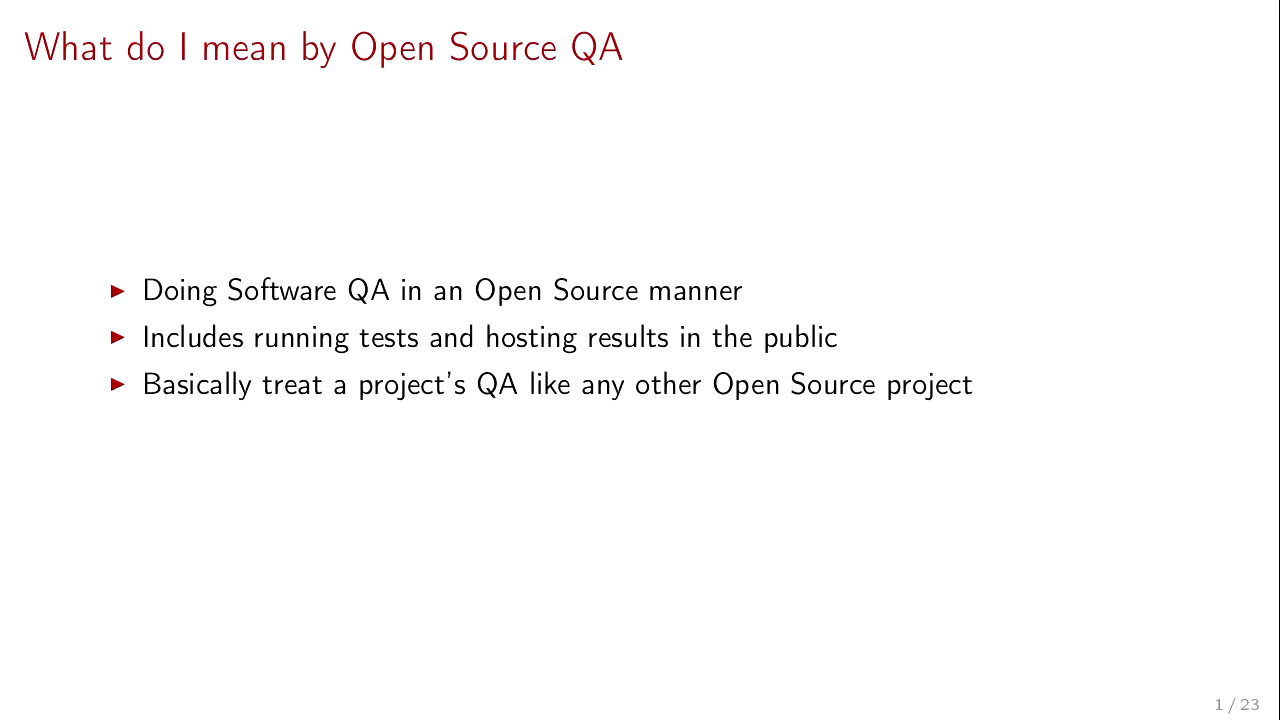 What do I mean by Open Source QA
▶ Doing Software QA in an Open Source manner
▶ Includes running tests and hosting results in the public
▶ Basically treat a project's QA like any other Open Source project
1 / 23